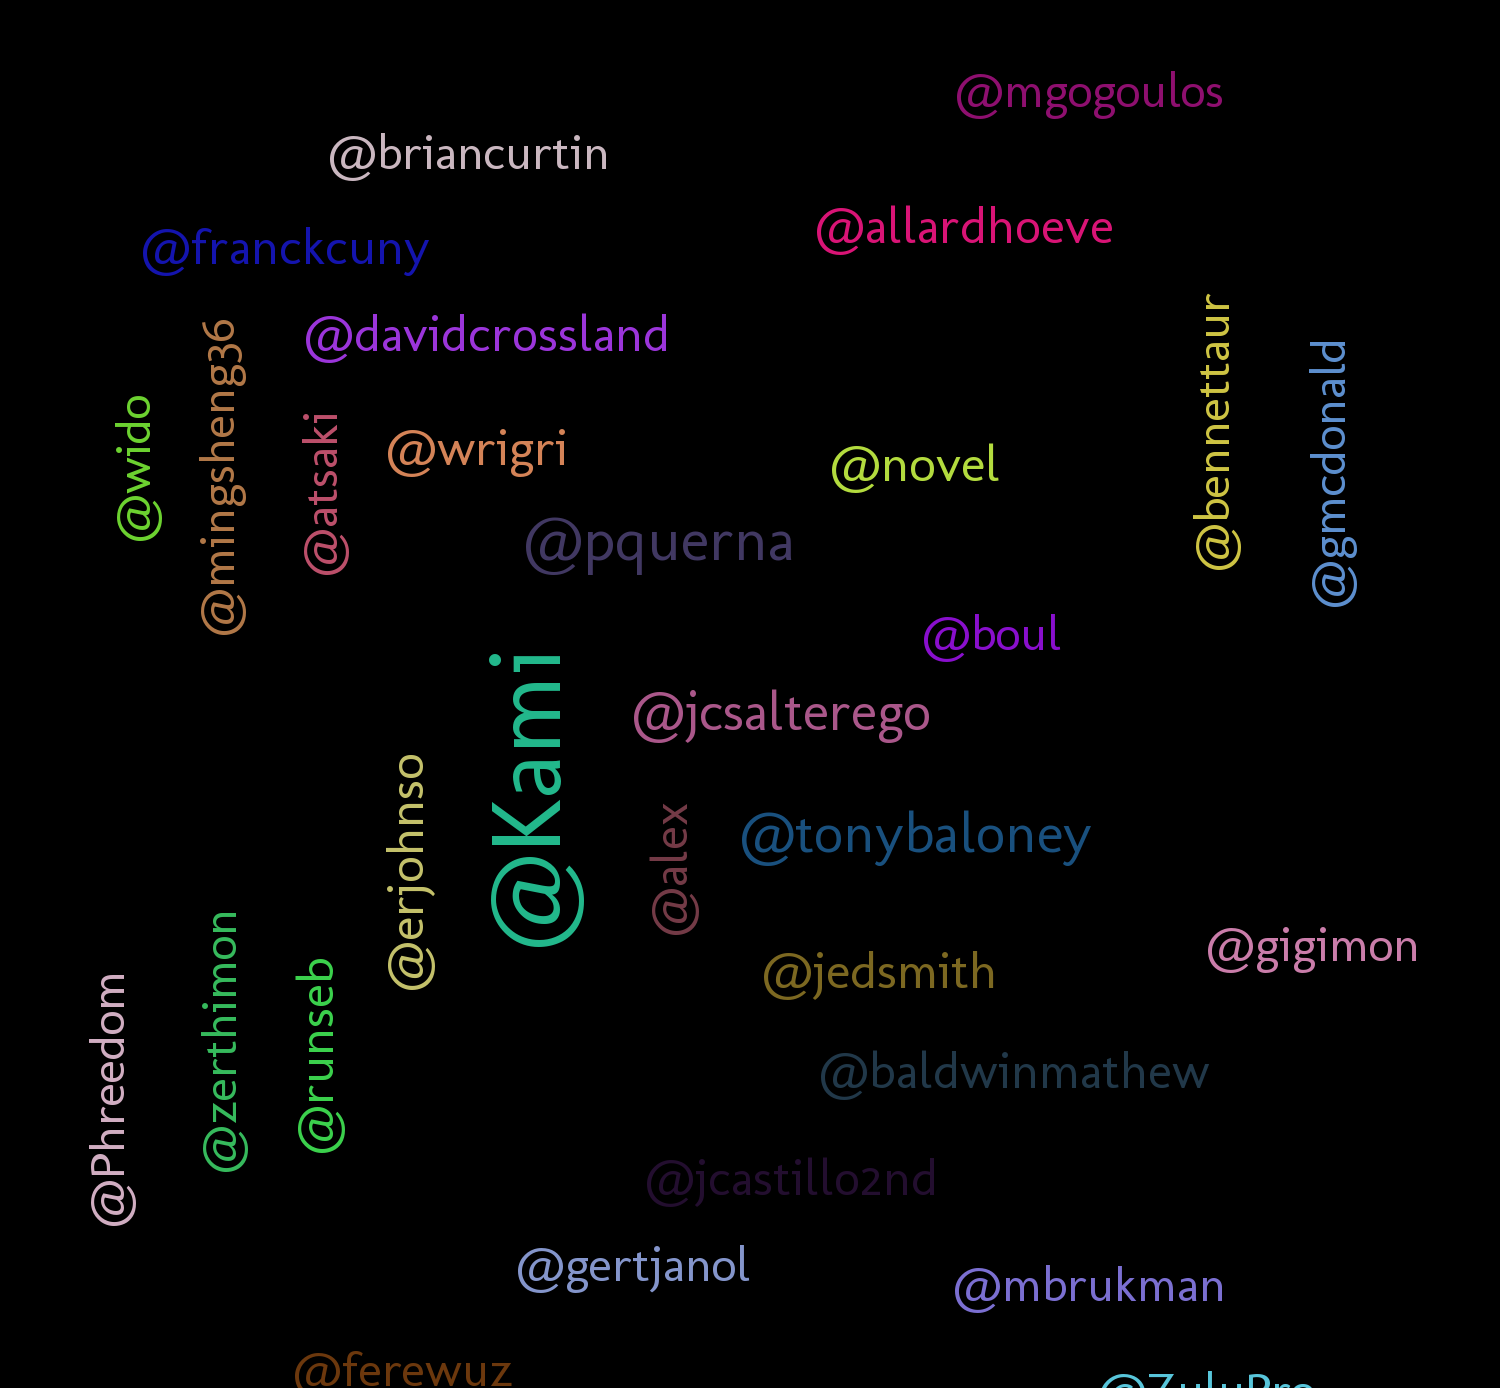 @mgogoulos
@briancurtin
@allardhoeve
@franckcuny
@davidcrossland
@bennettaur
@mingsheng36
@gmcdonald
@wido
@atsaki
@wrigri
@novel
@pquerna
@boul
@Kami
@jcsalterego
@erjohnso
@alex
@tonybaloney
@gigimon
@jedsmith
@zerthimon
@runseb
@Phreedom
@baldwinmathew
@jcastillo2nd
@gertjanol
@mbrukman
@ferewuz
@ZuluPro